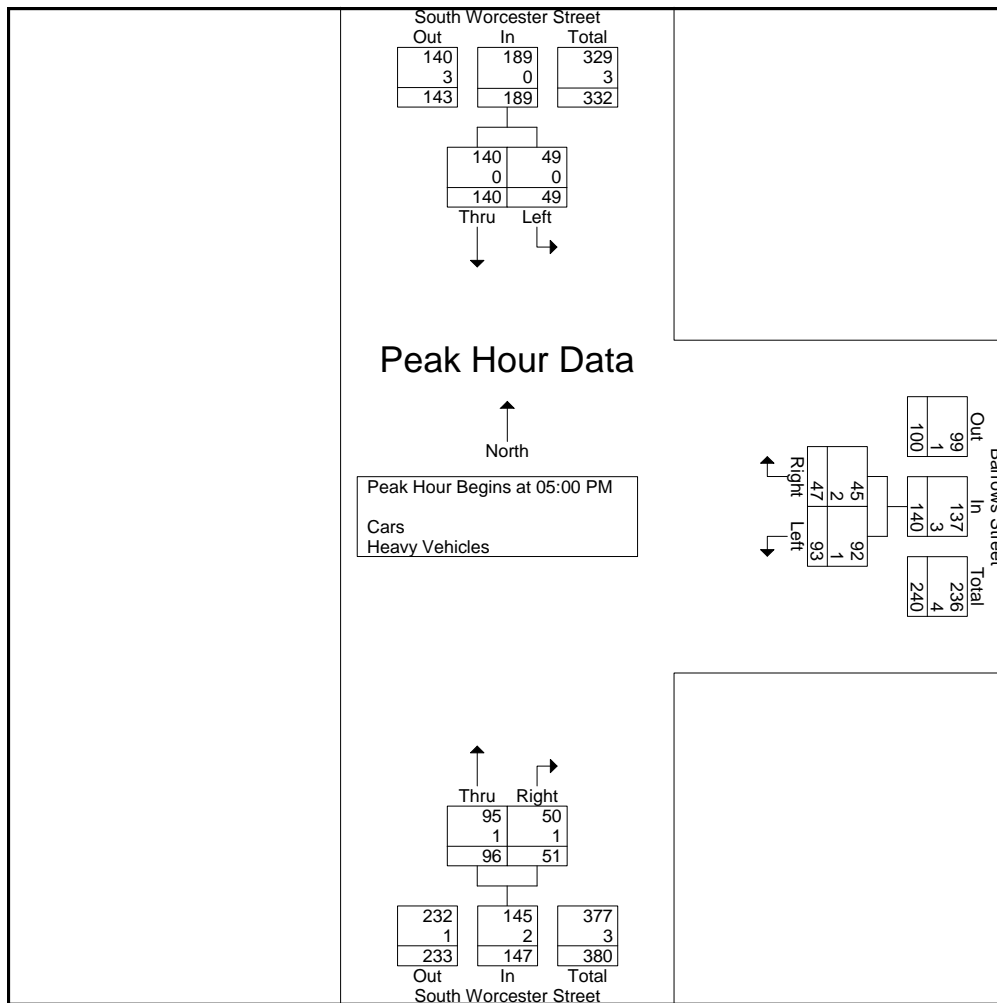 South Worcester Street
Out In Total
140 189 329
3 0 3
143 189 332
140 49
0 0
140 49
Thru Left
Peak Hour Data
North
Peak Hour Begins at 05:00 PM
Cars
Heavy Vehicles
Barrows Street
Out In Total
99 137 236
1 3 4
100 140 240
45 92
2 1
47 93
Right Left
Thru Right
95 50
1 1
96 51
232 145 377
1 2 3
233 147 380
Out In Total
South Worcester Street